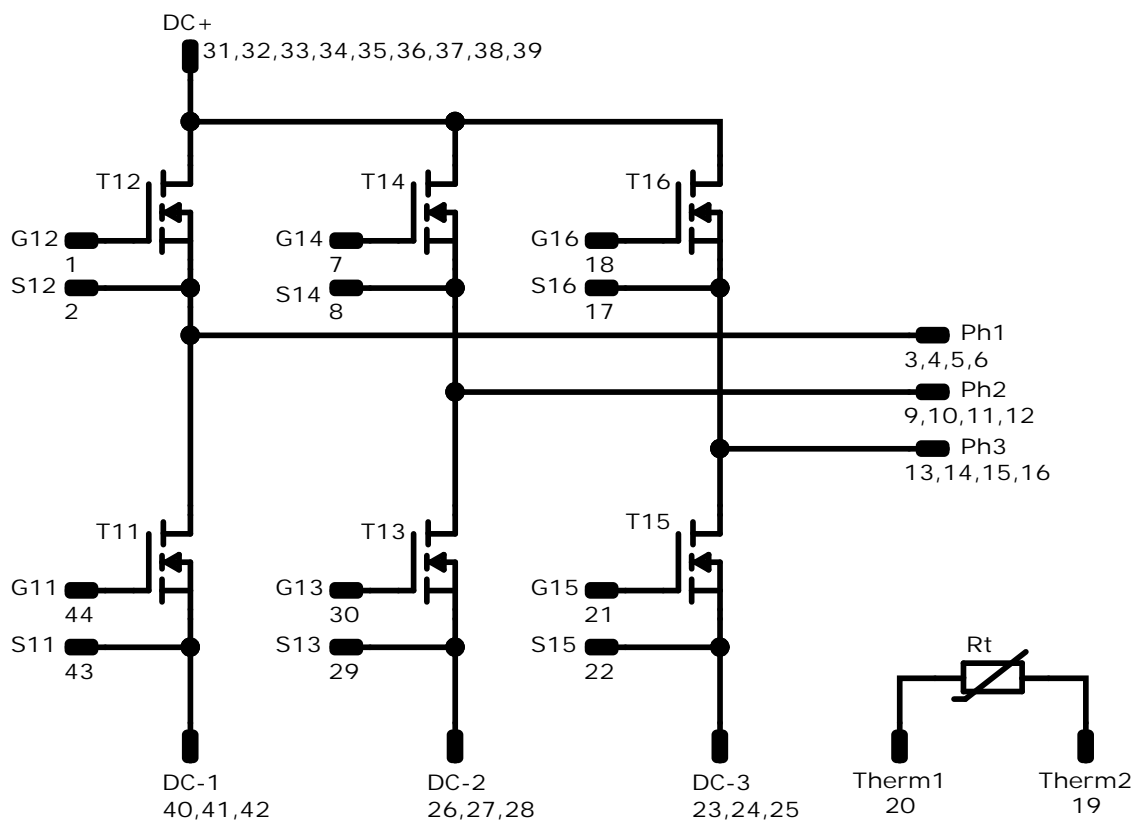 DC+
31,32,33,34,35,36,37,38,39
T12
T14
T16
G12
1
G14
7
G16
18
S12
2
S14
8
S16
17
Ph1
3,4,5,6
Ph2
9,10,11,12
Ph3
13,14,15,16
T11
T13
T15
G11
44
G13
30
G15
21
S11
43
S13
29
S15
22
Rt
DC-1
40,41,42
DC-2
26,27,28
DC-3
23,24,25
Therm1
20
Therm2
19